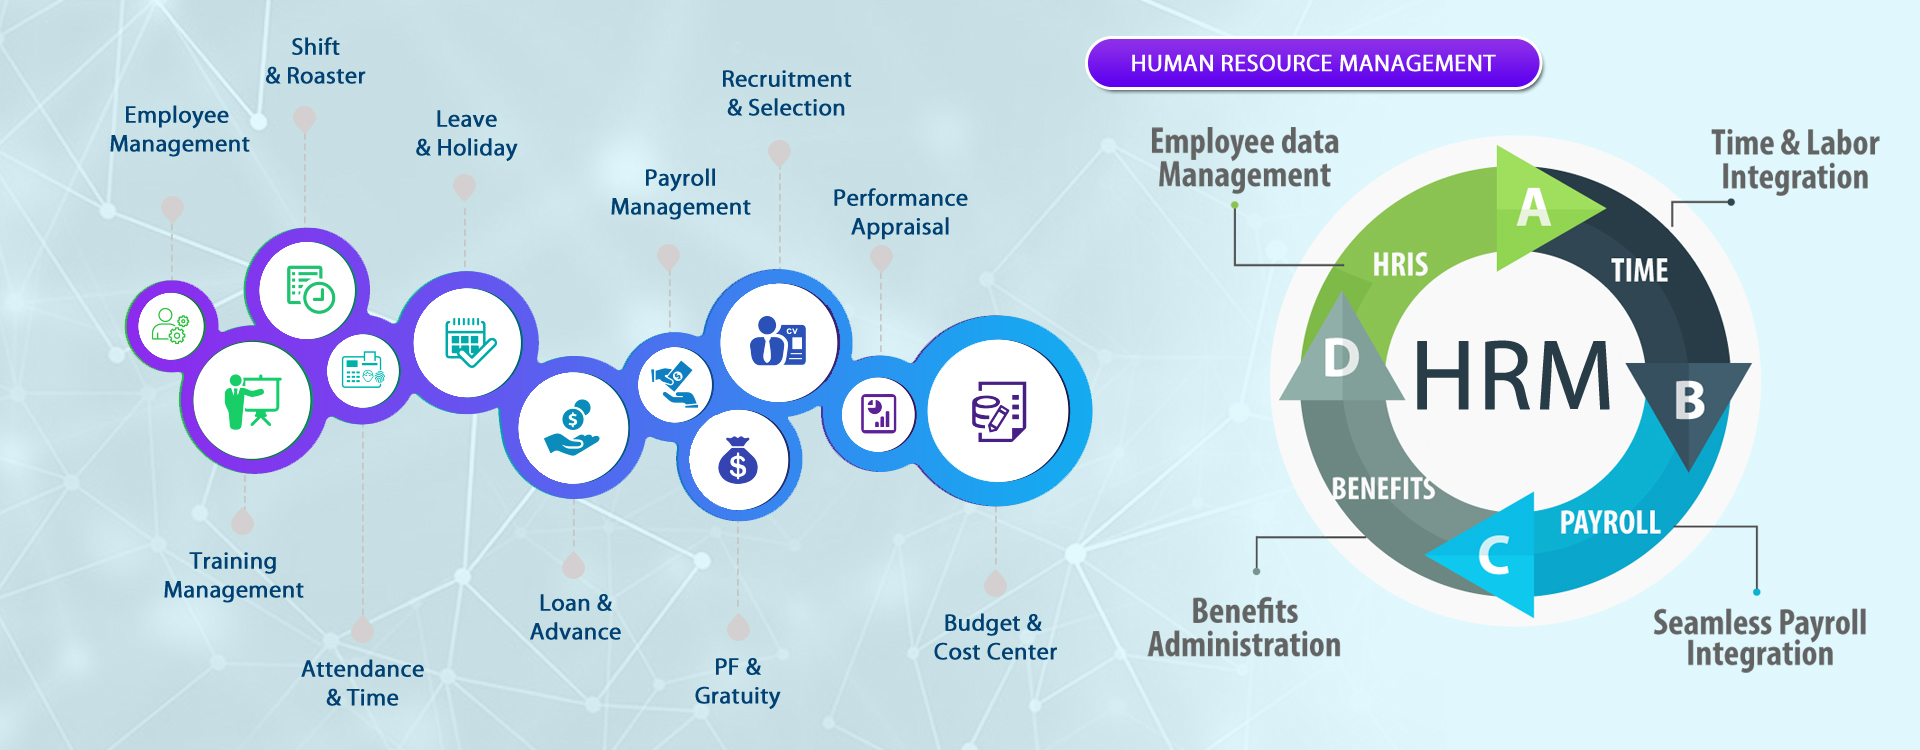 Shift
& Roaster
Employee
Management
Leave
& Holiday
Recruitment
& Selection
Payroll
Management
Performance
Appraisal
CV
$
$
$
Training
Management
Attendance
& Time
Loan &
Advance
PF &
Gratuity
Budget &
Cost Center
HUMAN RESOURCE MANAGEMENT
Employee data
Management
Time & Labor
Integration
A
HRIS
TIME
D
HRM
B
BENEFITS
PAYROLL
C
Benefits
Administration
Seamless Payroll
Integration